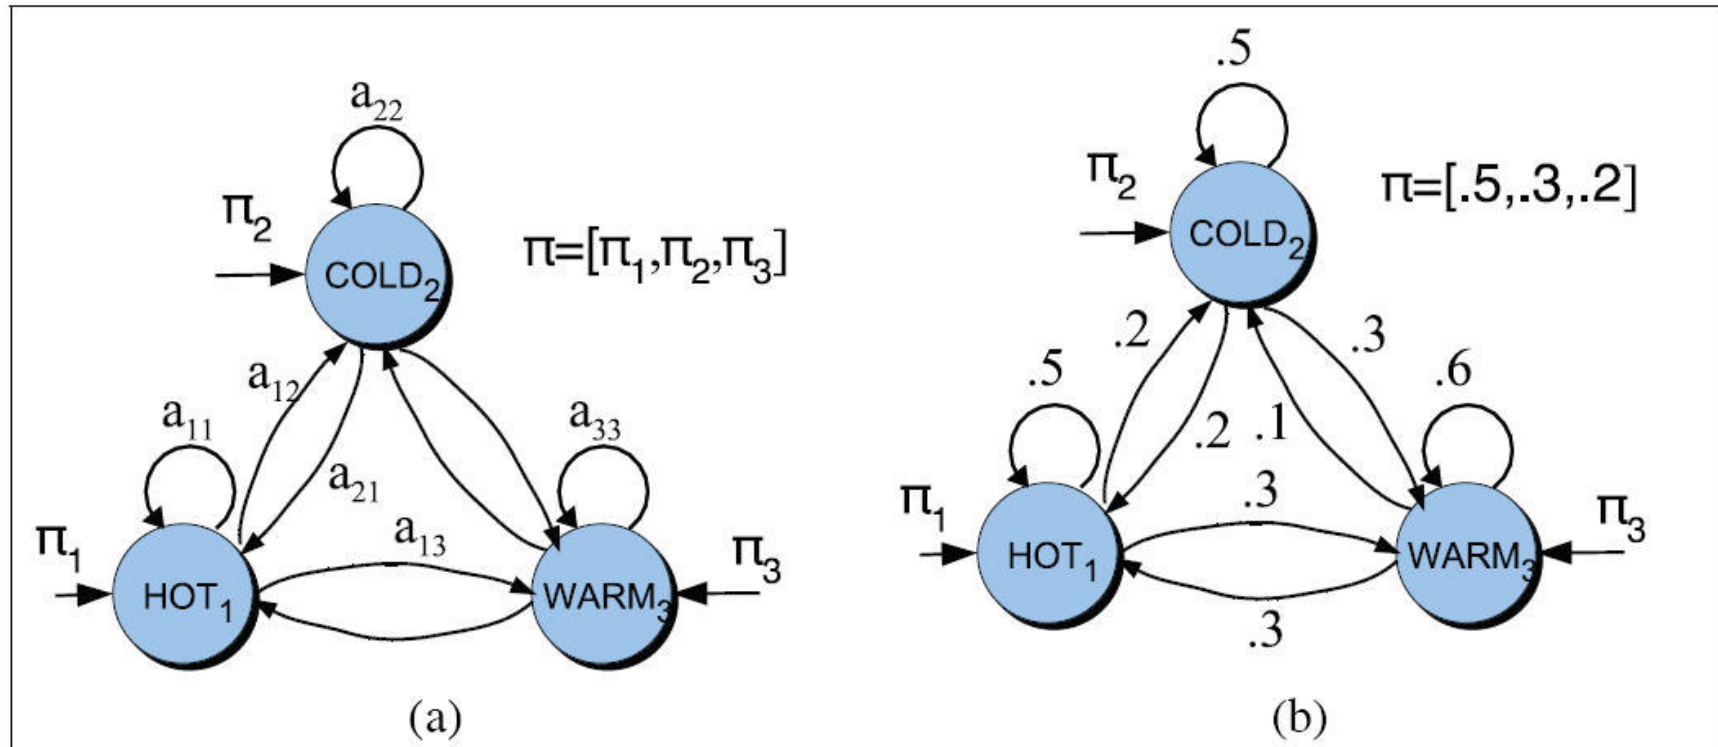 a₂₂
π₂
COLD₂
π=[π₁,π₂,π₃]
a₁₂
a₁₁
a₃₃
a₂₁
π₁
a₁₃
π₃
HOT₁
WARM₃
(a)
.5
π₂
π=[.5,.3,.2]
COLD₂
.2
.3
.5
.6
.2
.1
π₁
.3
π₃
HOT₁
WARM₃
.3
(b)